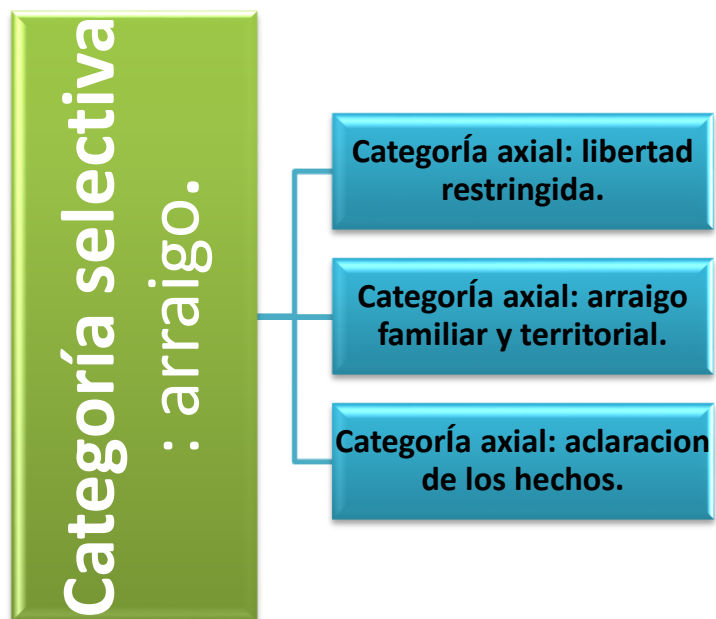 Categoría selectiva
: arraigo.
CategorÍa axial: libertad
restringida.
CategorÍa axial: arraigo
familiar y territorial.
CategorÍa axial: aclaracion
de los hechos.